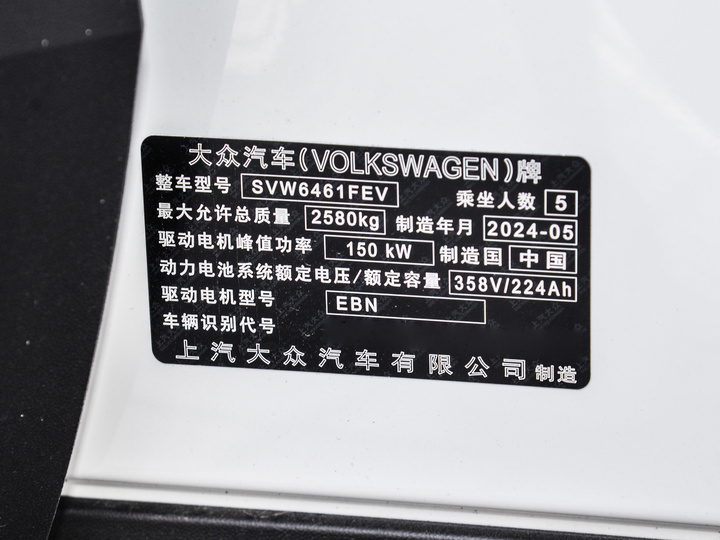 大众汽车(VOLKSWAGEN)牌
整车型号 SVW6461FEV 乘坐人数 5
最大允许总质量 2580kg 制造年月 2024-05
驱动电机峰值功率 150 kW 制造国 中国
动力电池系统额定电压/额定容量 358V/224Ah
驱动电机型号 EBN
车辆识别代号
上汽大众汽车有限公司 制造